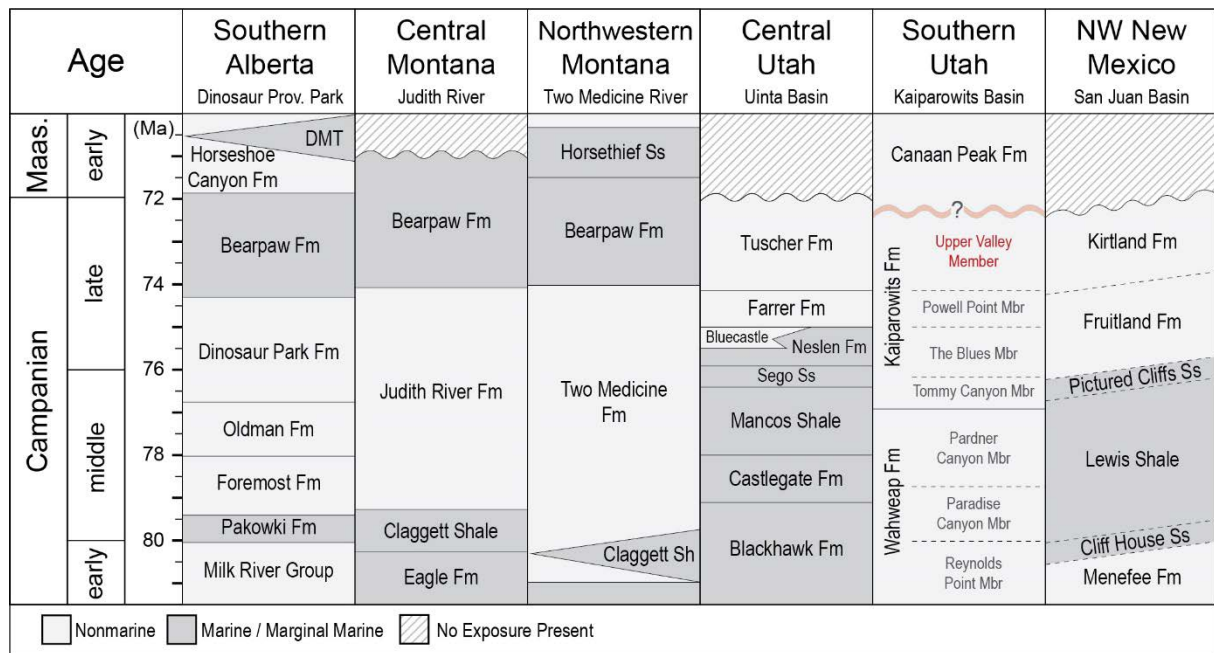 Age
Southern
Alberta
Dinosaur Prov. Park
Central
Montana
Judith River
Northwestern
Montana
Two Medicine River
Central
Utah
Uinta Basin
Southern
Utah
Kaiparowits Basin
NW New
Mexico
San Juan Basin
Maas.
early
Campanian
late
middle
early
(Ma)
72
74
76
78
80
DMT
Horseshoe
Canyon Fm
Bearpaw Fm
Dinosaur Park Fm
Oldman Fm
Foremost Fm
Pakowki Fm
Milk River Group
Bearpaw Fm
Judith River Fm
Claggett Shale
Eagle Fm
Horsethief Ss
Bearpaw Fm
Two Medicine
Fm
Claggett Sh
Tuscher Fm
Farrer Fm
Bluecastle
Neslen Fm
Sego Ss
Mancos Shale
Castlegate Fm
Blackhawk Fm
Canaan Peak Fm
?
Kaiparowits Fm
Upper Valley
Member
Powell Point Mbr
The Blues Mbr
Tommy Canyon Mbr
Wahweap Fm
Pardner
Canyon Mbr
Paradise
Canyon Mbr
Reynolds
Point Mbr
Kirtland Fm
Fruitland Fm
Pictured Cliffs Ss
Lewis Shale
Cliff House Ss
Menefee Fm
Nonmarine
Marine / Marginal Marine
No Exposure Present